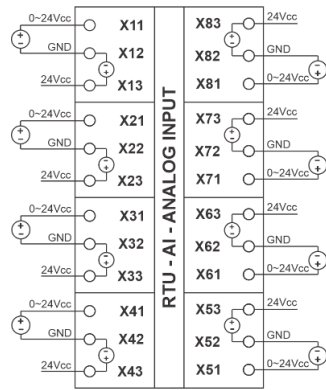 0~24Vcc X11
GND X12
24Vcc X13
0~24Vcc X21
GND X22
24Vcc X23
0~24Vcc X31
GND X32
24Vcc X33
0~24Vcc X41
GND X42
24Vcc X43
RTU - AI - ANALOG INPUT
X83 24Vcc
X82 GND
X81 0~24Vcc
X73 24Vcc
X72 GND
X71 0~24Vcc
X63 24Vcc
X62 GND
X61 0~24Vcc
X53 24Vcc
X52 GND
X51 0~24Vcc